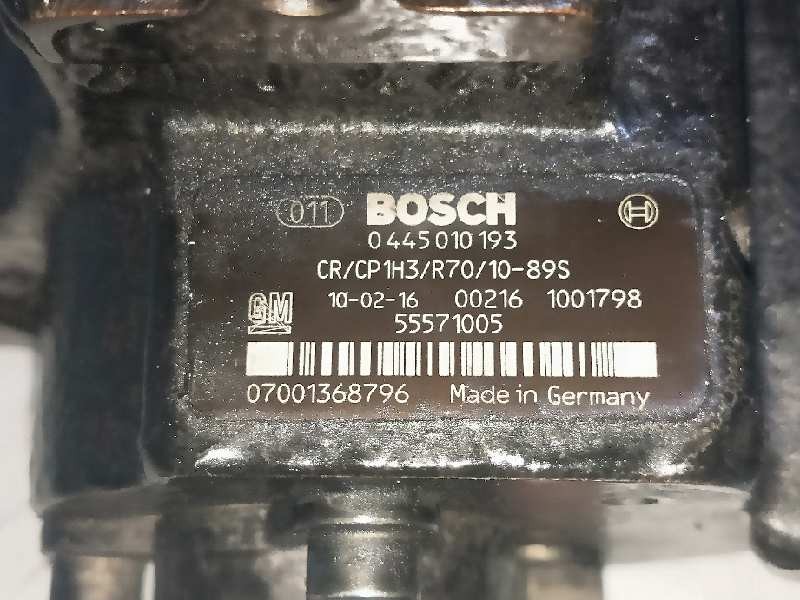 011 BOSCH
0 445 010 193
CR/CP1H3/R70/10-89S
GM 10-02-16 00216 1001798
55571005
07001368796 Made in Germany